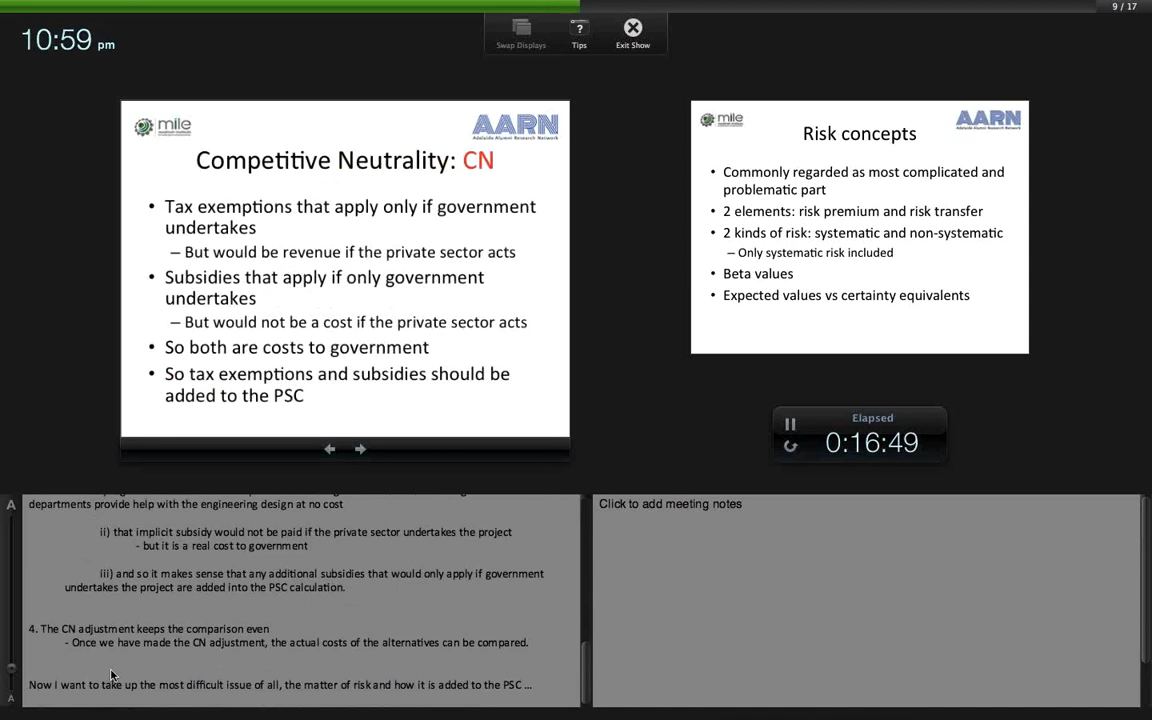 9 / 17
10:59 pm
Swap Displays
?
Tips
Exit Show
mile
AARN
Adelaide Alumni Research Network
Competitive Neutrality: CN
• Tax exemptions that apply only if government
undertakes
– But would be revenue if the private sector acts
• Subsidies that apply if only government
undertakes
– But would not be a cost if the private sector acts
• So both are costs to government
• So tax exemptions and subsidies should be
added to the PSC
mile
AARN
Adelaide Alumni Research Network
Risk concepts
• Commonly regarded as most complicated and
problematic part
• 2 elements: risk premium and risk transfer
• 2 kinds of risk: systematic and non-systematic
– Only systematic risk included
• Beta values
• Expected values vs certainty equivalents
Elapsed
0:16:49
A
departments provide help with the engineering design at no cost
ii) that implicit subsidy would not be paid if the private sector undertakes the project
- but it is a real cost to government
iii) and so it makes sense that any additional subsidies that would only apply if government
undertakes the project are added into the PSC calculation.
4. The CN adjustment keeps the comparison even
- Once we have made the CN adjustment, the actual costs of the alternatives can be compared.
Now I want to take up the most difficult issue of all, the matter of risk and how it is added to the PSC ...
A
Click to add meeting notes